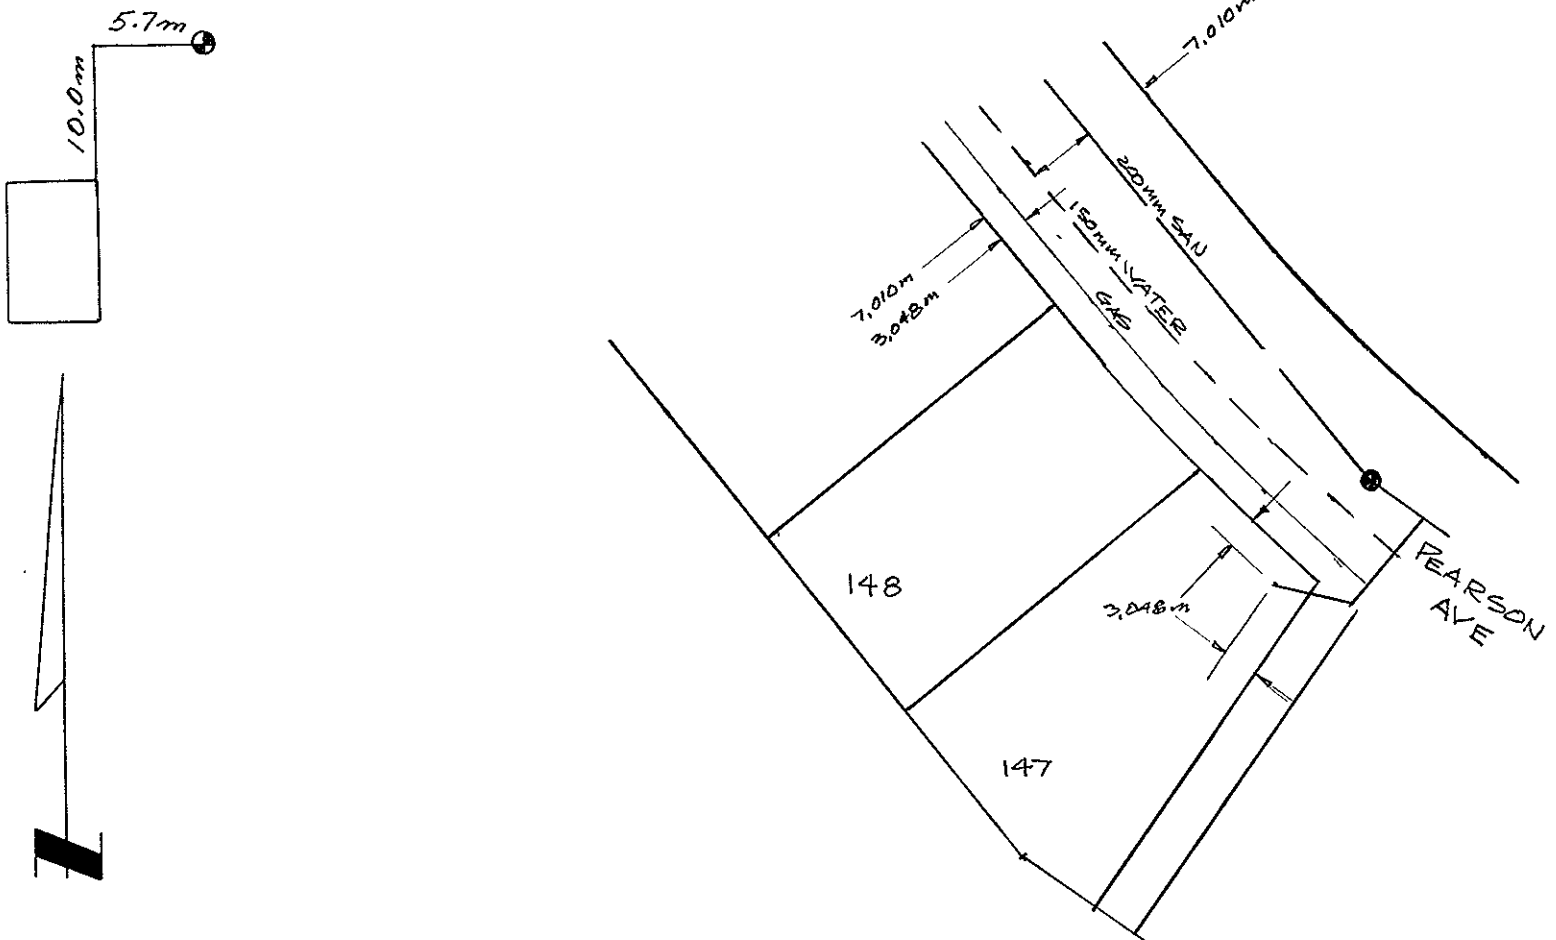 5.7m
10.0m
7,010m
200mm SAN
150mm WATER
GAS
7,010m
3,048m
148
3,048m
PEARSON
AVE
147